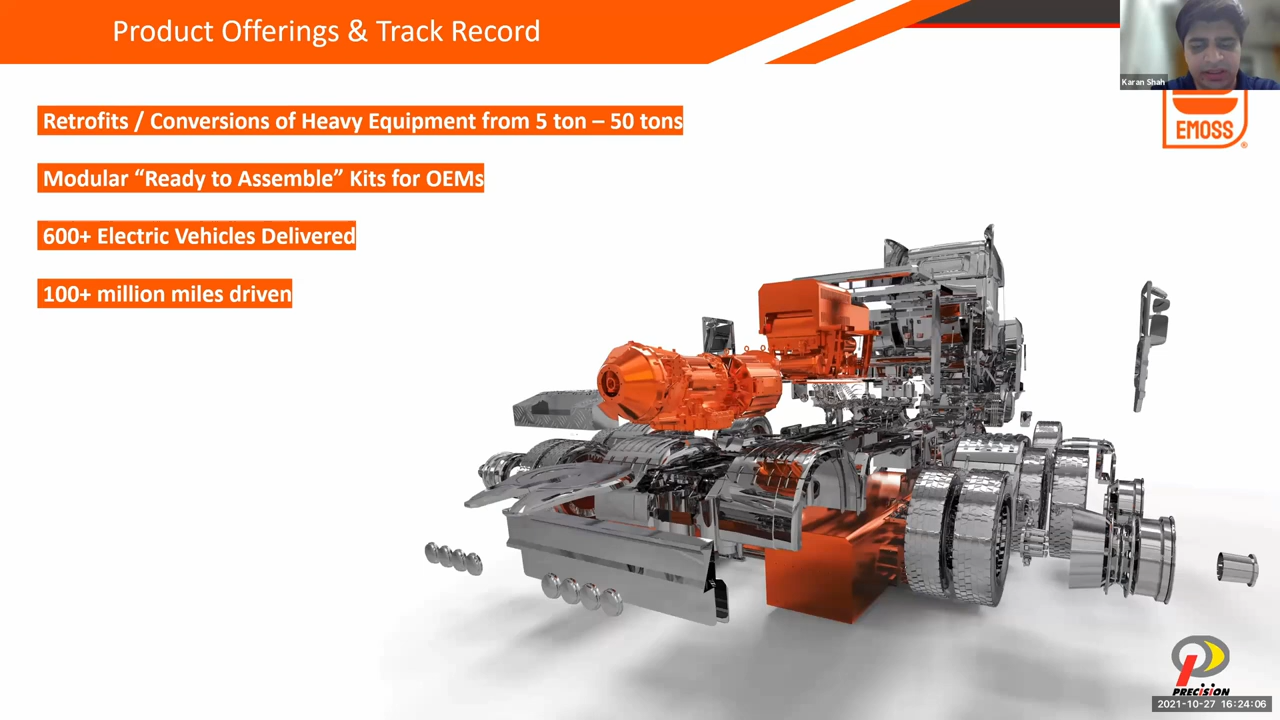 Product Offerings & Track Record
Karan Shah
EMOSS
®
Retrofits / Conversions of Heavy Equipment from 5 ton – 50 tons
Modular “Ready to Assemble” Kits for OEMs
600+ Electric Vehicles Delivered
100+ million miles driven
PRECISION
2021-10-27 16:24:06